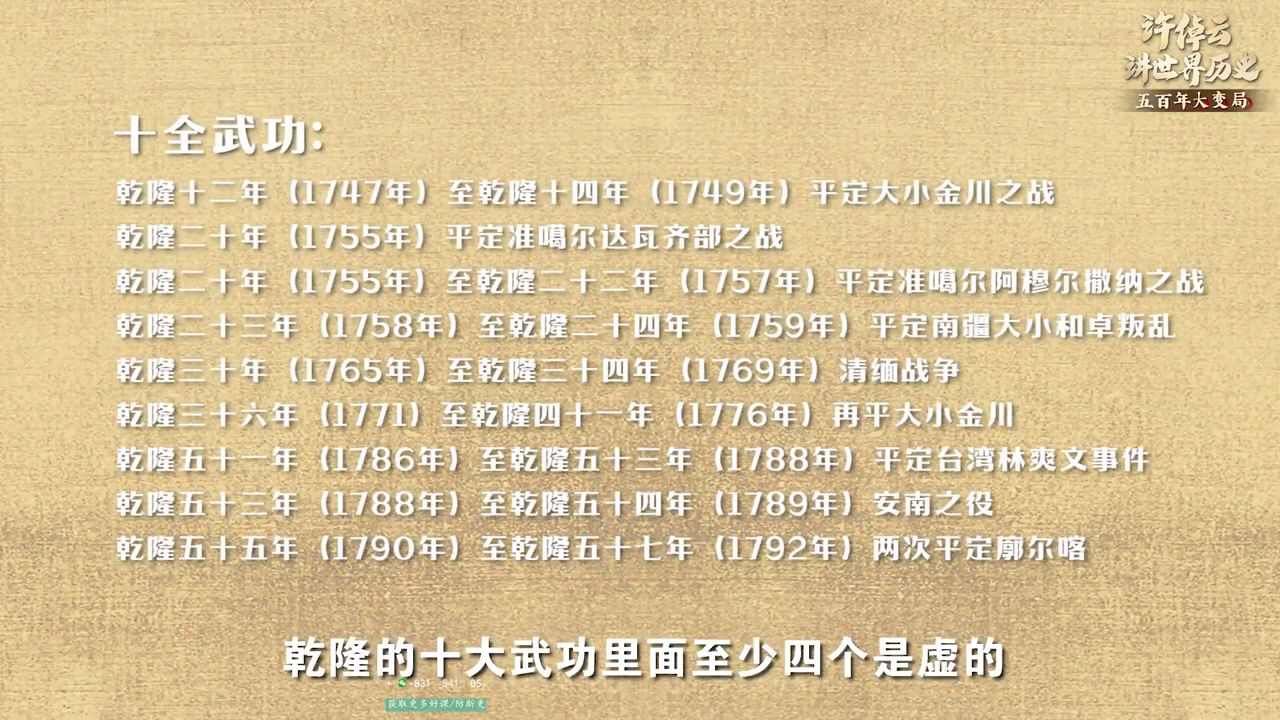 许倬云
讲世界历史
五百年大变局
十全武功：
乾隆十二年（1747年）至乾隆十四年（1749年）平定大小金川之战
乾隆二十年（1755年）平定准噶尔达瓦齐部之战
乾隆二十年（1755年）至乾隆二十二年（1757年）平定准噶尔阿穆尔撒纳之战
乾隆二十三年（1758年）至乾隆二十四年（1759年）平定南疆大小和卓叛乱
乾隆三十年（1765年）至乾隆三十四年（1769年）清缅战争
乾隆三十六年（1771）至乾隆四十一年（1776年）再平大小金川
乾隆五十一年（1786年）至乾隆五十三年（1788年）平定台湾林爽文事件
乾隆五十三年（1788年）至乾隆五十四年（1789年）安南之役
乾隆五十五年（1790年）至乾隆五十七年（1792年）两次平定廓尔喀
乾隆的十大武功里面至少四个是虚的
831 541 05
获取更多好课/防断更